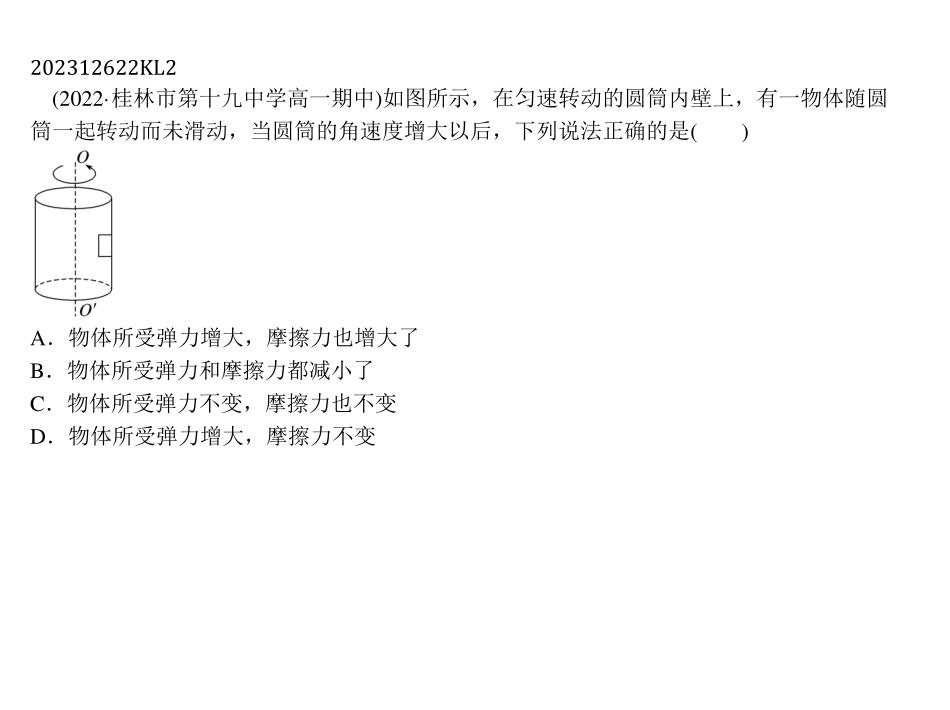 202312622KL2
(2022·桂林市第十九中学高一期中)如图所示，在匀速转动的圆筒内壁上，有一物体随圆
筒一起转动而未滑动，当圆筒的角速度增大以后，下列说法正确的是(　　)
O
O′
A．物体所受弹力增大，摩擦力也增大了
B．物体所受弹力和摩擦力都减小了
C．物体所受弹力不变，摩擦力也不变
D．物体所受弹力增大，摩擦力不变